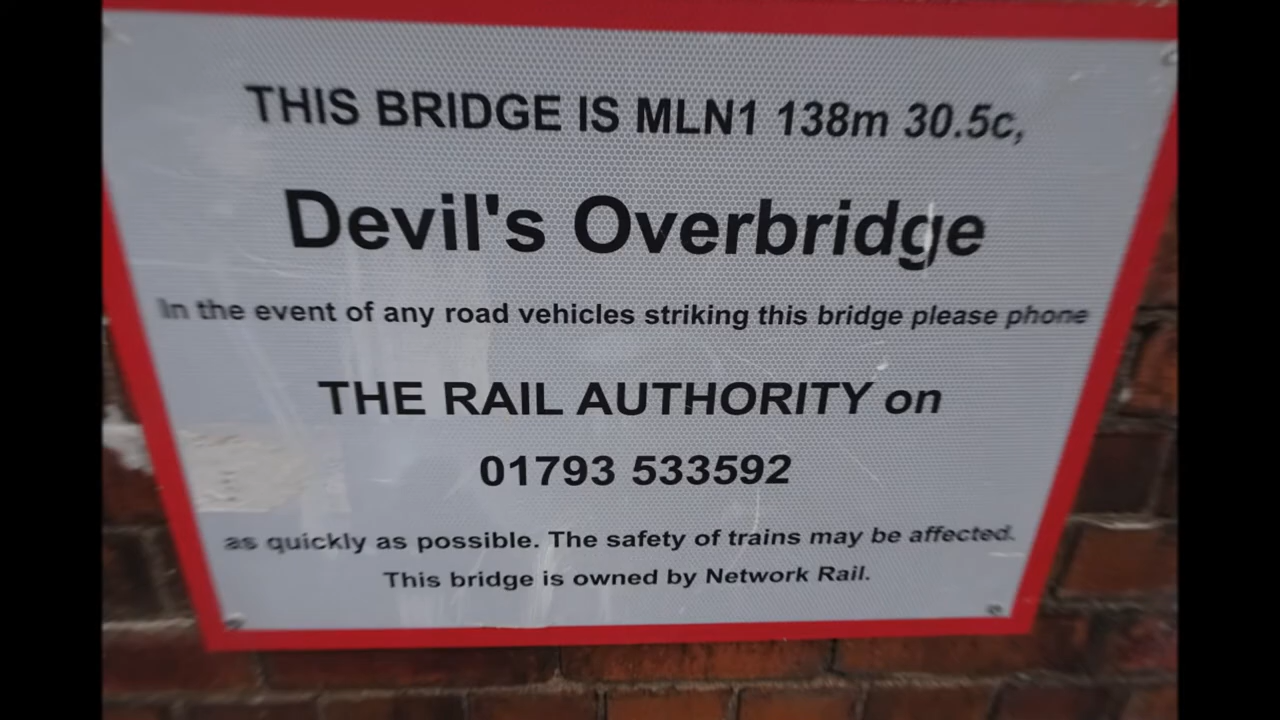 THIS BRIDGE IS MLN1 138m 30.5c,
Devil's Overbridge
In the event of any road vehicles striking this bridge please phone
THE RAIL AUTHORITY on
01793 533592
as quickly as possible. The safety of trains may be affected.
This bridge is owned by Network Rail.